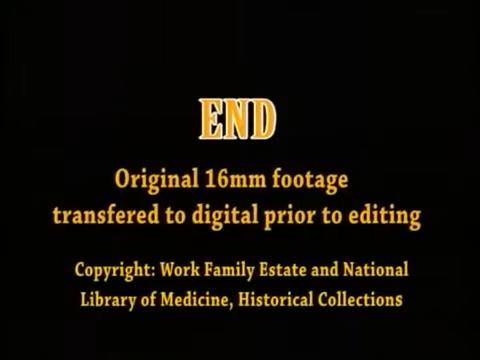 END
Original 16mm footage
transfered to digital prior to editing
Copyright: Work Family Estate and National
Library of Medicine, Historical Collections